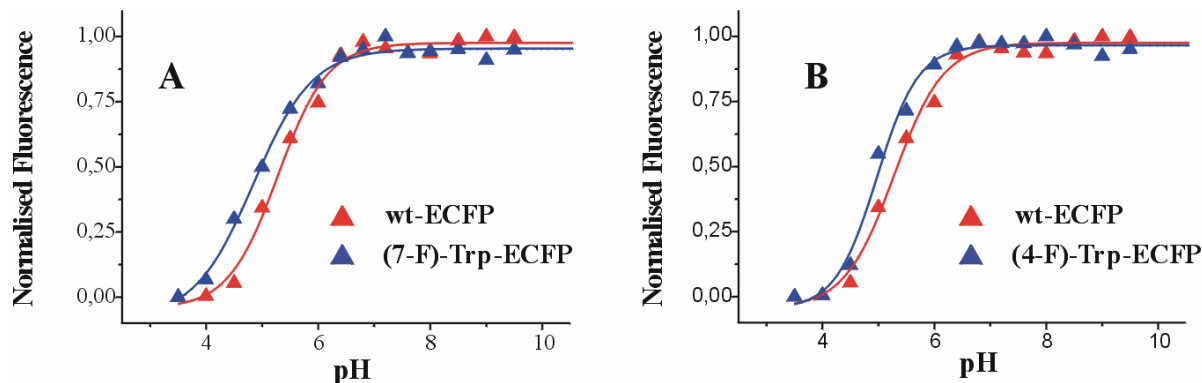 A
Normalised Fluorescence
1,00
0,75
0,50
0,25
0,00
4
6
8
10
pH
wt-ECFP
(7-F)-Trp-ECFP
B
Normalised Fluorescence
1,00
0,75
0,50
0,25
0,00
4
6
8
10
pH
wt-ECFP
(4-F)-Trp-ECFP